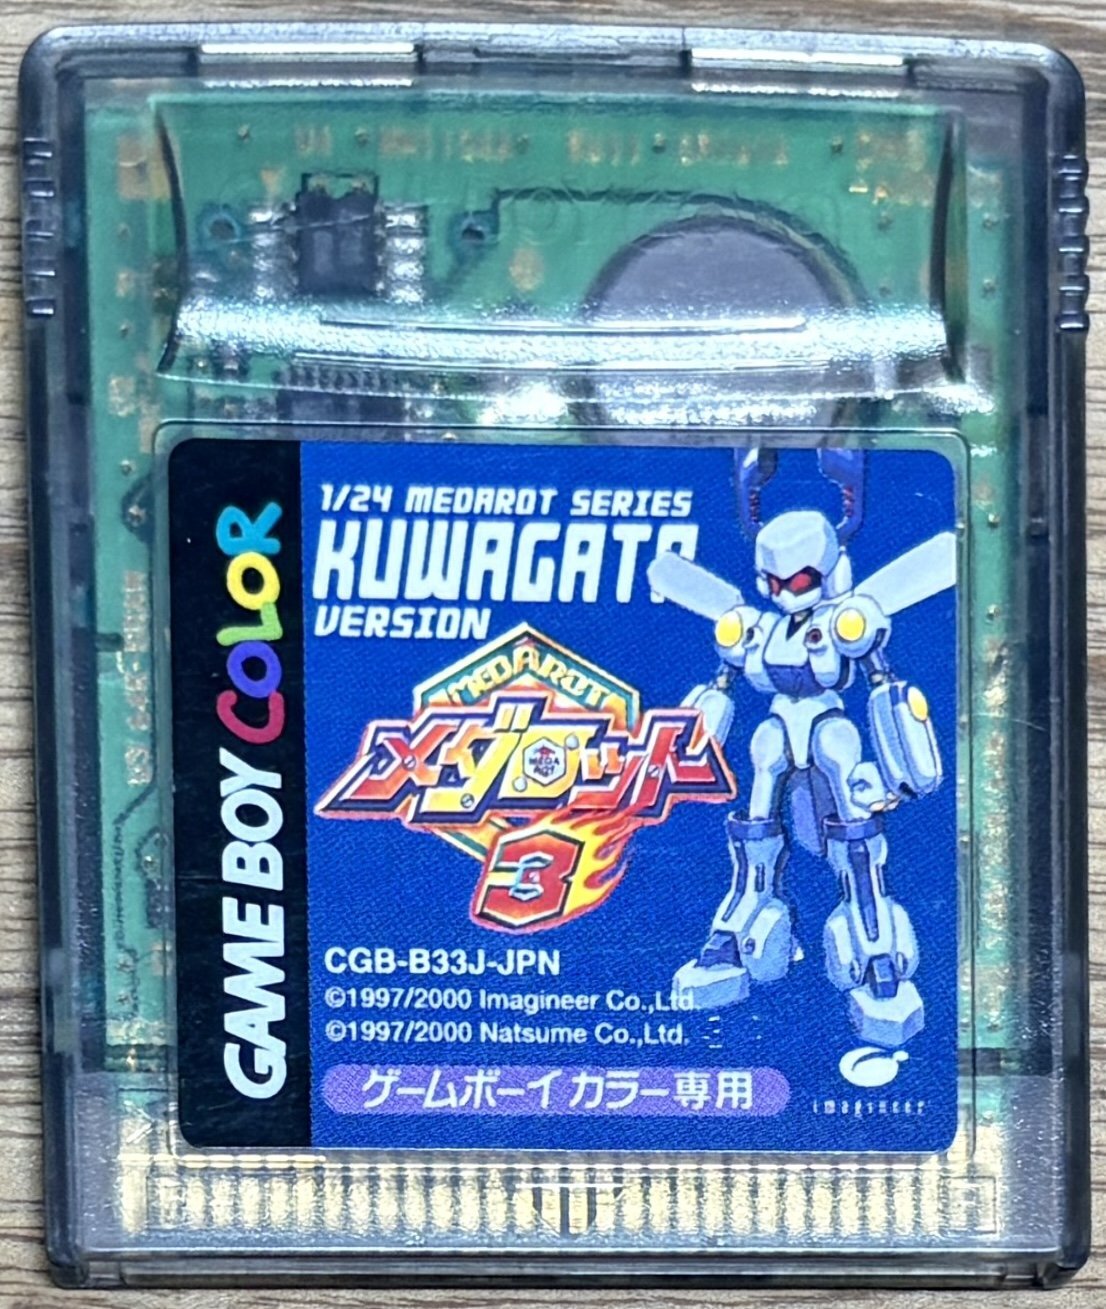 GAME BOY COLOR
1/24 MEDAROT SERIES
KUWAGATA
VERSION
MEDAROT
メダロット
MEDA
ROT
3
CGB-B33J-JPN
©1997/2000 Imagineer Co.,Ltd.
©1997/2000 Natsume Co.,Ltd.
ゲームボーイカラー専用
imagineer